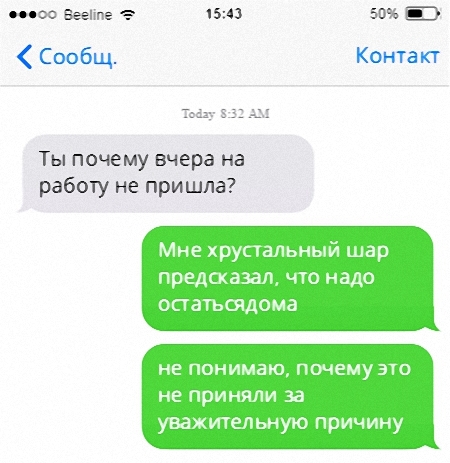 Beeline 15:43 50%
Сообщ. Контакт
Today 8:32 AM
Ты почему вчера на
работу не пришла?
Мне хрустальный шар
предсказал, что надо
остатьсядома
не понимаю, почему это
не приняли за
уважительную причину